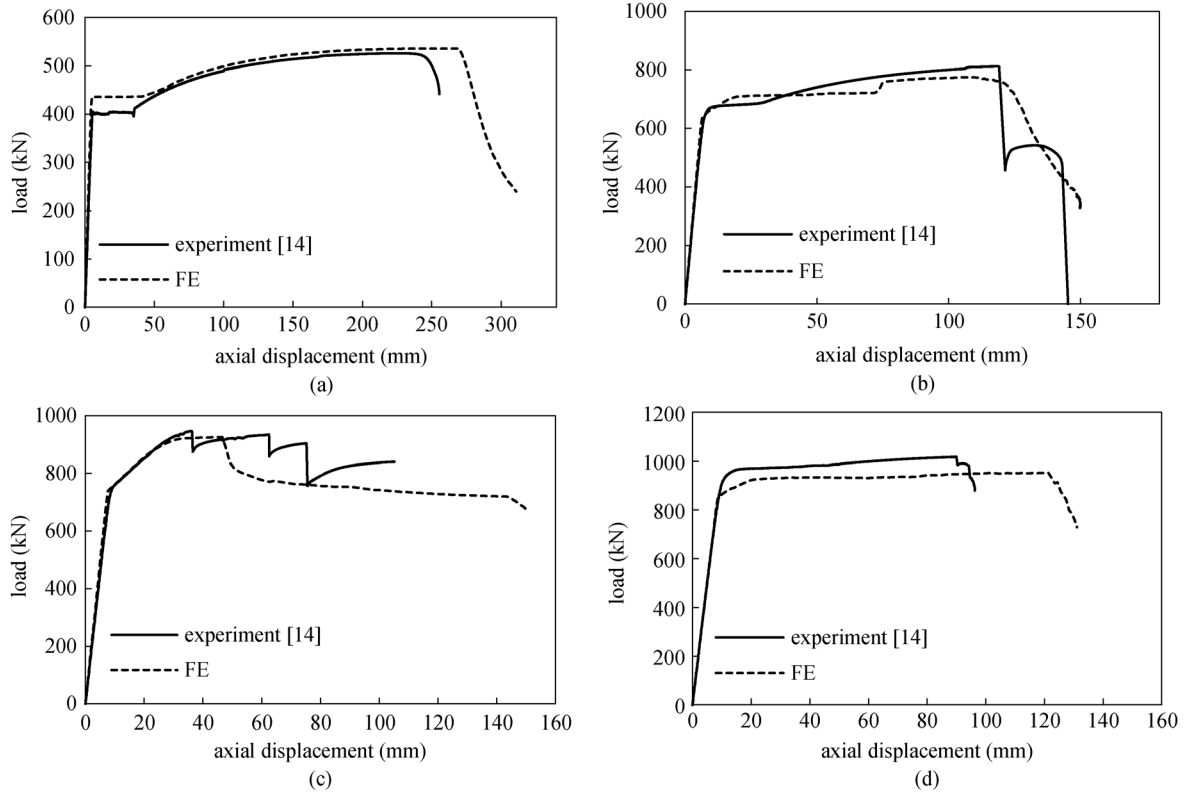 600
500
400
300
200
100
0
load (kN)
experiment [14]
FE
0 50 100 150 200 250 300
axial displacement (mm)
(a)
1000
800
600
400
200
0
load (kN)
experiment [14]
FE
0 50 100 150
axial displacement (mm)
(b)
1000
800
600
400
200
0
load (kN)
experiment [14]
FE
0 20 40 60 80 100 120 140 160
axial displacement (mm)
(c)
1200
1000
800
600
400
200
0
load (kN)
experiment [14]
FE
0 20 40 60 80 100 120 140 160
axial displacement (mm)
(d)